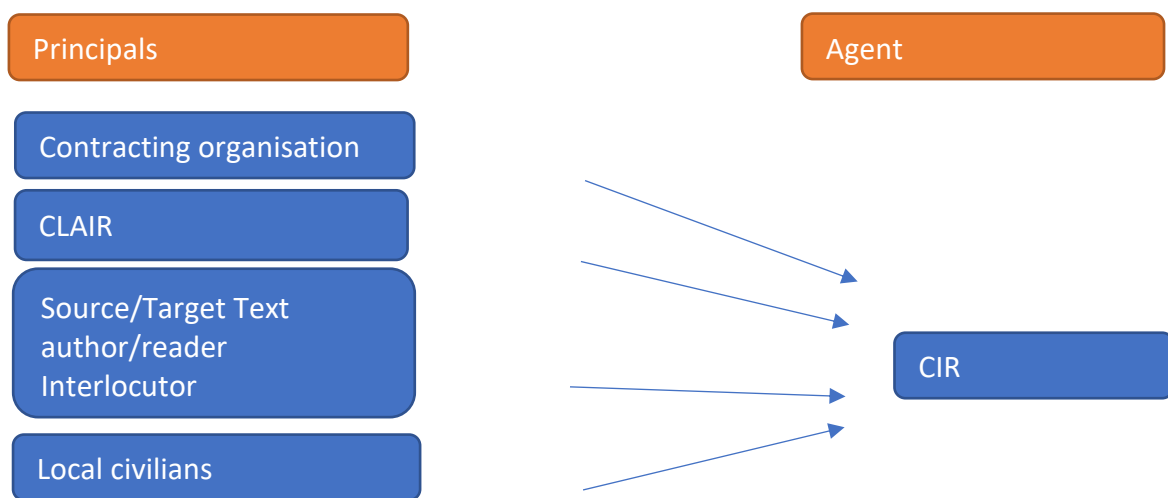 Principals
Agent
Contracting organisation
CLAIR
Source/Target Text
author/reader
Interlocutor
CIR
Local civilians